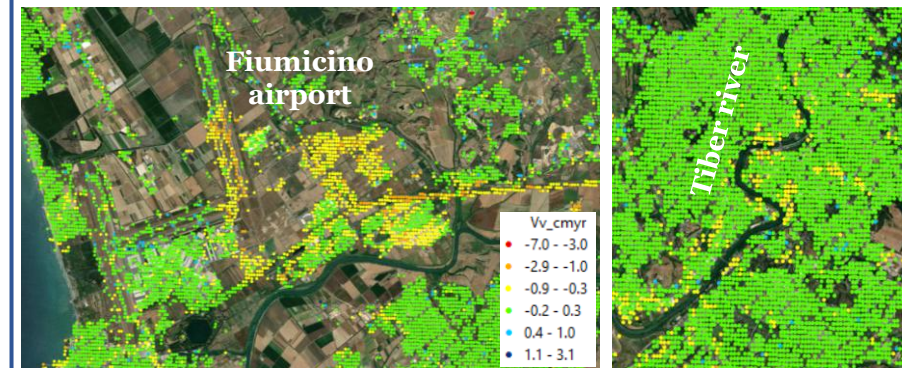 Fiumicino
airport
Tiber river
Vv_cmyr
-7.0 - -3.0
-2.9 - -1.0
-0.9 - -0.3
-0.2 - 0.3
0.4 - 1.0
1.1 - 3.1